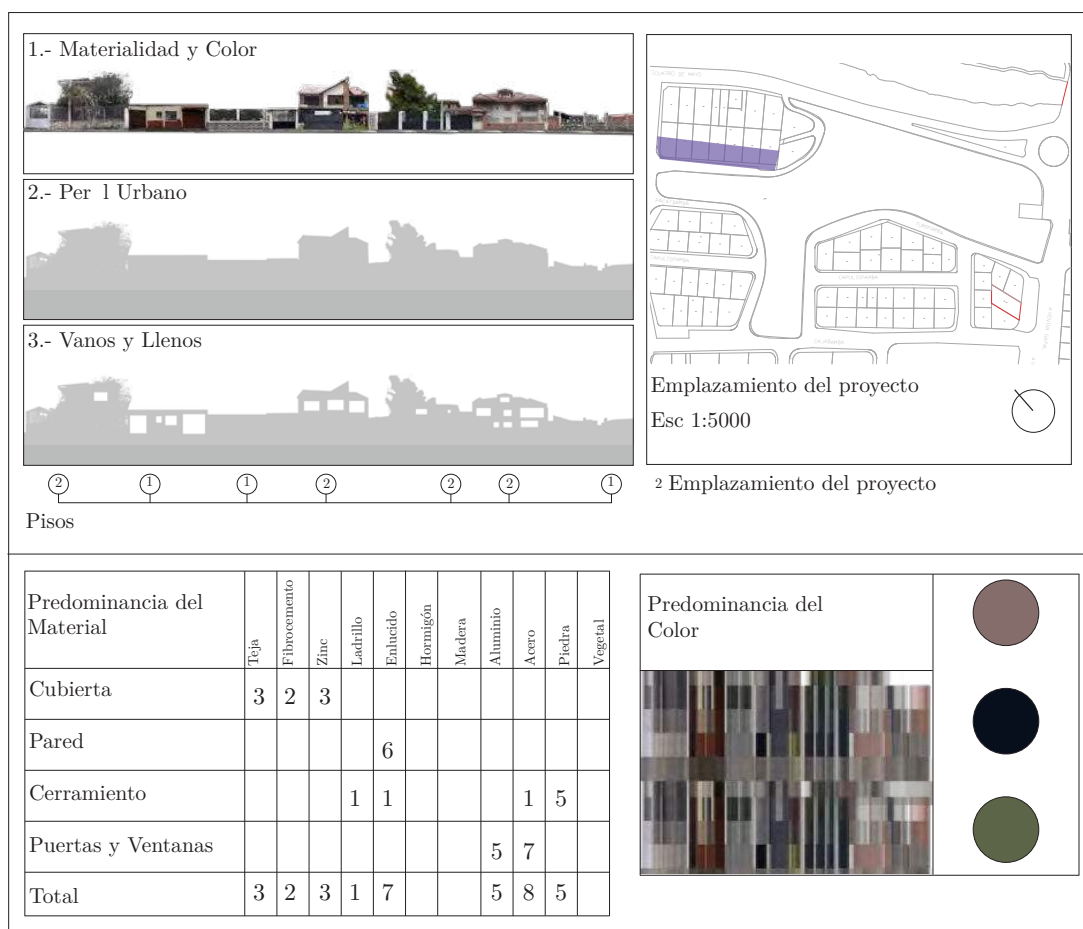 1.- Materialidad y Color
2.- Per l Urbano
3.- Vanos y Llenos
2 1 1 2 2 2 1
Pisos
Emplazamiento del proyecto
Esc 1:5000
2 Emplazamiento del proyecto
Predominancia del
Material
Teja Fibrocemento Zinc Ladrillo Enlucido Hormigón Madera Aluminio Acero Piedra Vegetal
Cubierta 3 2 3
Pared 6
Cerramiento 1 1 1 5
Puertas y Ventanas 5 7
Total 3 2 3 1 7 5 8 5
Predominancia del
Color